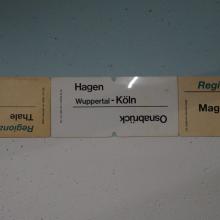 Hagen
Wuppertal-Köln
Osnabrück
Regional
Thale
Regi
Mag